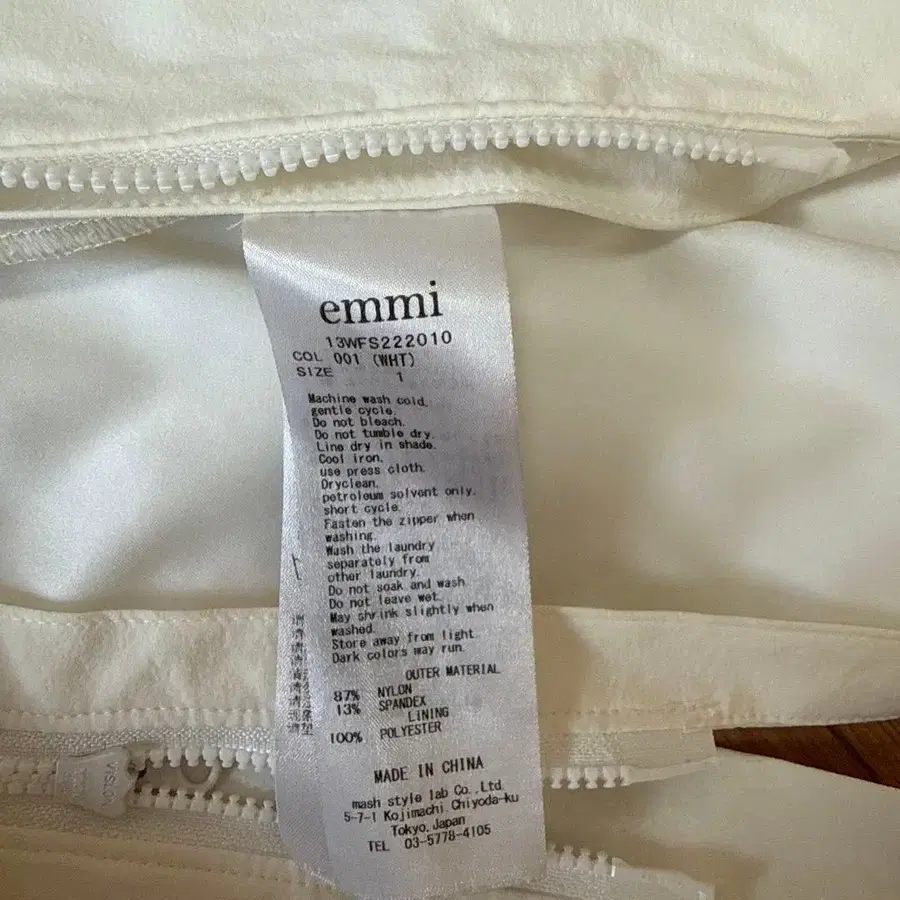 emmi
13WFS222010
COL 001 (WHT)
SIZE 1
Machine wash cold.
gentle cycle.
Do not bleach.
Do not tumble dry.
Line dry in shade.
Cool iron.
use press cloth.
Dryclean.
petroleum solvent only.
short cycle.
Fasten the zipper when
washing.
Wash the laundry
separately from
other laundry.
Do not soak and wash.
Do not leave wet.
May shrink slightly when
washed.
Store away from light.
Dark colors may run.
OUTER MATERIAL
87% NYLON
13% SPANDEX
LINING
100% POLYESTER
MADE IN CHINA
mash style lab Co.,Ltd.
5-7-1 Kojimachi, Chiyoda-ku
Tokyo, Japan
TEL 03-5778-4105
VISLON